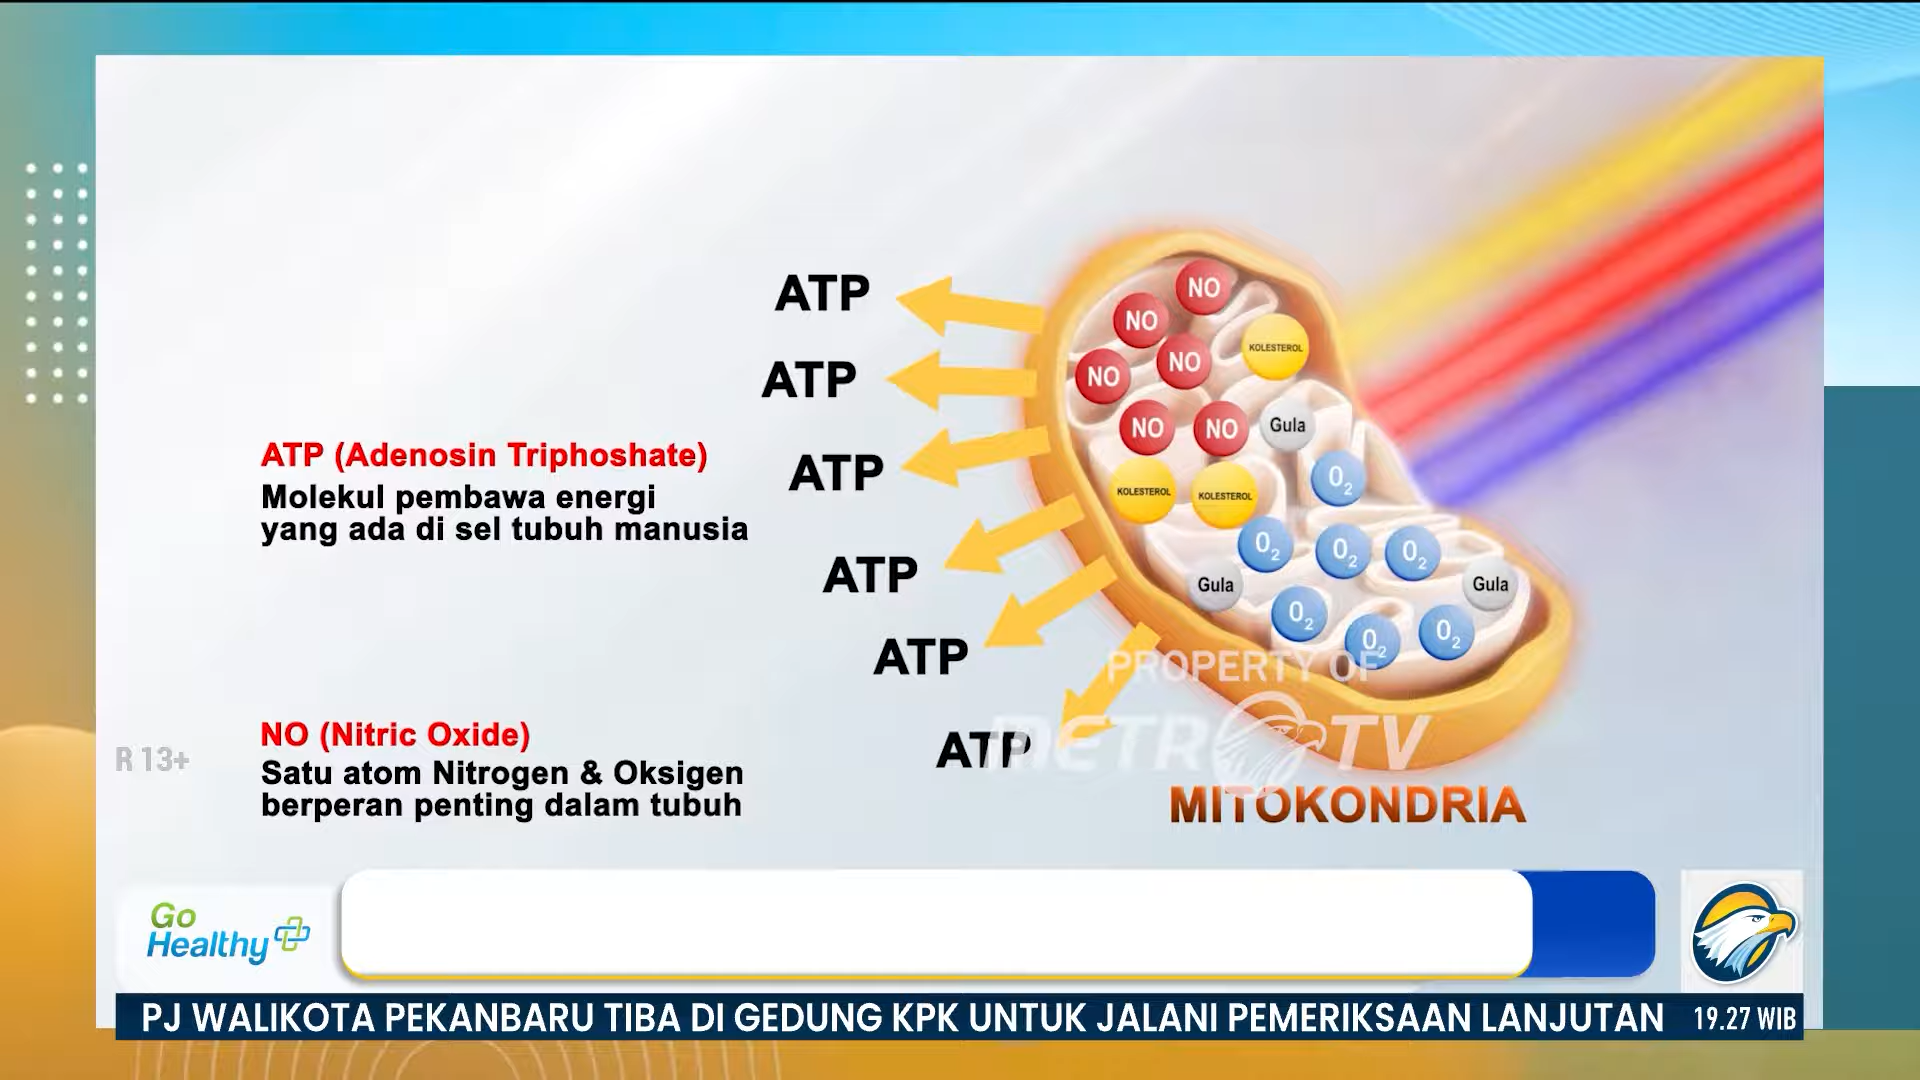 ATP
ATP
ATP
ATP
ATP
ATP
ATP (Adenosin Triphoshate)
Molekul pembawa energi
yang ada di sel tubuh manusia
NO (Nitric Oxide)
Satu atom Nitrogen & Oksigen
berperan penting dalam tubuh
NO
NO
NO
NO
NO
NO
KOLESTEROL
Gula
KOLESTEROL
KOLESTEROL
O2
O2
O2
O2
Gula
Gula
O2
O2
O2
PROPERTY OF
METRO TV
MITOKONDRIA
R 13+
Go
Healthy
PJ WALIKOTA PEKANBARU TIBA DI GEDUNG KPK UNTUK JALANI PEMERIKSAAN LANJUTAN
19.27 WIB